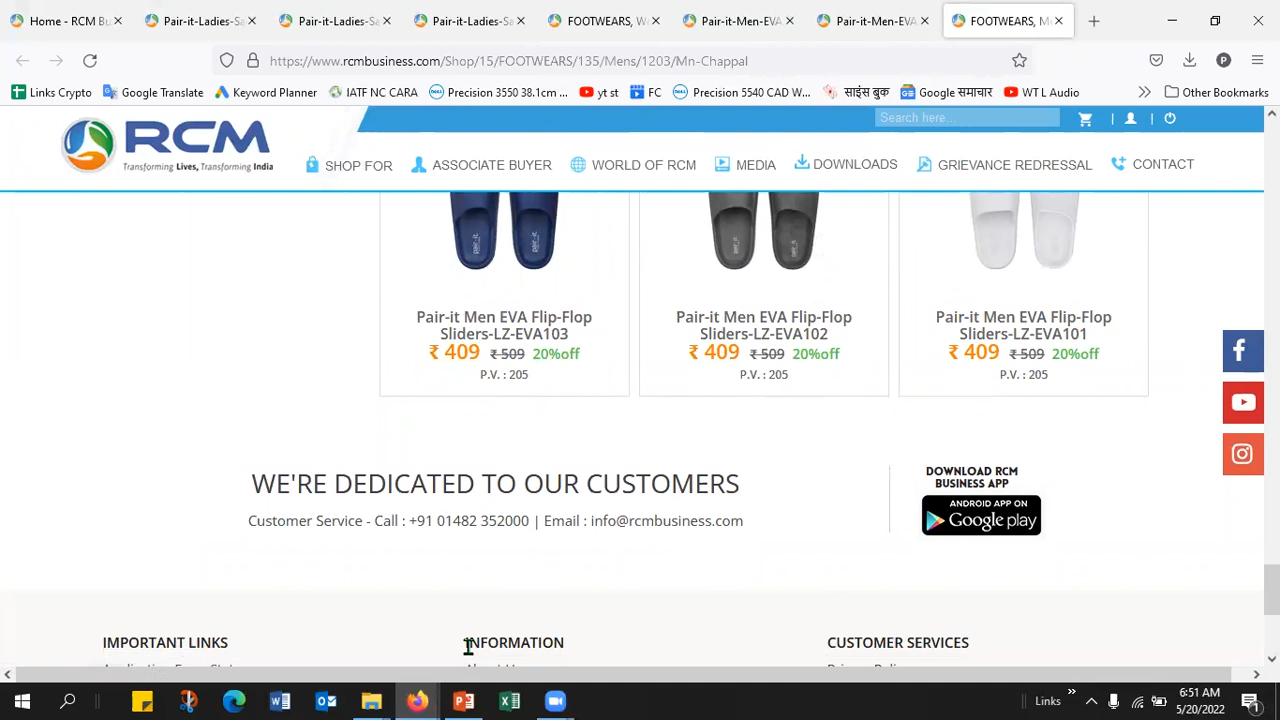 Home - RCM Bu
Pair-it-Ladies-Sa
Pair-it-Ladies-Sa
Pair-it-Ladies-Sa
FOOTWEARS, W
Pair-it-Men-EVA
Pair-it-Men-EVA
FOOTWEARS, M
https://www.rcmbusiness.com/Shop/15/FOOTWEARS/135/Mens/1203/Mn-Chappal
P
Links Crypto
Google Translate
Keyword Planner
IATF NC CARA
Precision 3550 38.1cm ...
yt st
FC
Precision 5540 CAD W...
साइंस बुक
Google समाचार
WT L Audio
Other Bookmarks
RCM
Transforming Lives, Transforming India
Search here...
SHOP FOR
ASSOCIATE BUYER
WORLD OF RCM
MEDIA
DOWNLOADS
GRIEVANCE REDRESSAL
CONTACT
Pair-it Men EVA Flip-Flop
Sliders-LZ-EVA103
₹ 409 ₹ 509 20%off
P.V. : 205
Pair-it Men EVA Flip-Flop
Sliders-LZ-EVA102
₹ 409 ₹ 509 20%off
P.V. : 205
Pair-it Men EVA Flip-Flop
Sliders-LZ-EVA101
₹ 409 ₹ 509 20%off
P.V. : 205
WE'RE DEDICATED TO OUR CUSTOMERS
Customer Service - Call : +91 01482 352000 | Email : info@rcmbusiness.com
DOWNLOAD RCM
BUSINESS APP
ANDROID APP ON
Google play
IMPORTANT LINKS
INFORMATION
CUSTOMER SERVICES
Links
6:51 AM
5/20/2022